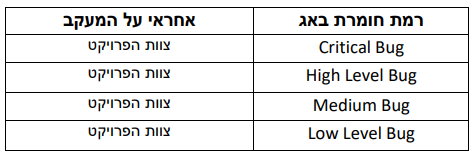 רמת חומרת באג אחראי על המעקב
Critical Bug צוות הפרויקט
High Level Bug צוות הפרויקט
Medium Bug צוות הפרויקט
Low Level Bug צוות הפרויקט